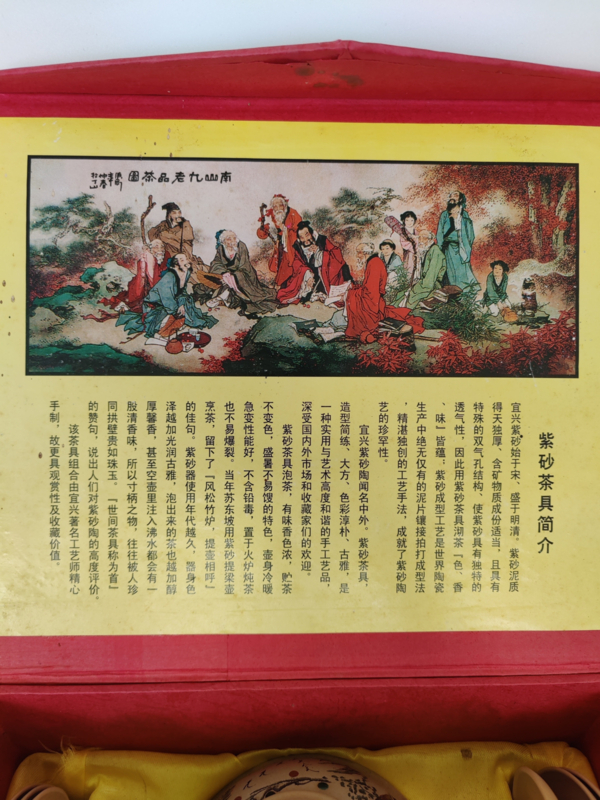 南山九老品茶圖
紫砂茶具简介
宜兴紫砂始于宋、盛于明清。紫砂泥质
得天独厚、含矿物质成份适当，且具有
特殊的双气孔结构，使紫砂具有独特的
透气性，因此用紫砂茶具沏茶「色、香
、味」皆蕴；紫砂成型工艺是世界陶瓷
生产中绝无仅有的泥片镶接拍打成型法
，精湛独创的工艺手法，成就了紫砂陶
艺的珍罕性。
宜兴紫砂陶闻名中外。紫砂茶具，
造型简练、大方、色彩淳朴、古雅，是
一种实用与艺术高度和谐的手工艺品，
深受国内外市场和收藏家们的欢迎。
紫砂茶具泡茶，有味香色浓，贮茶
不变色，盛暑不易馊的特色，壶身冷暖
急变性能好，不含铅毒，置于火炉炖茶
也不易爆裂。当年苏东坡用紫砂提梁壶
烹茶，留下了「风松竹炉，提壶相呼」
的佳句。紫砂器使用年代越久，器身色
泽越加光润古雅，泡出来的茶也越加醇
厚馨香，甚至空壶里注入沸水都会有一
股清香味，所以寸柄之物，往往被人珍
同拱壁贵如珠玉。『世间茶具称为首』
的赞句，说出人们对紫砂陶的高度评价。
该茶具组合由宜兴著名工艺师精心
手制，故更具观赏性及收藏价值。